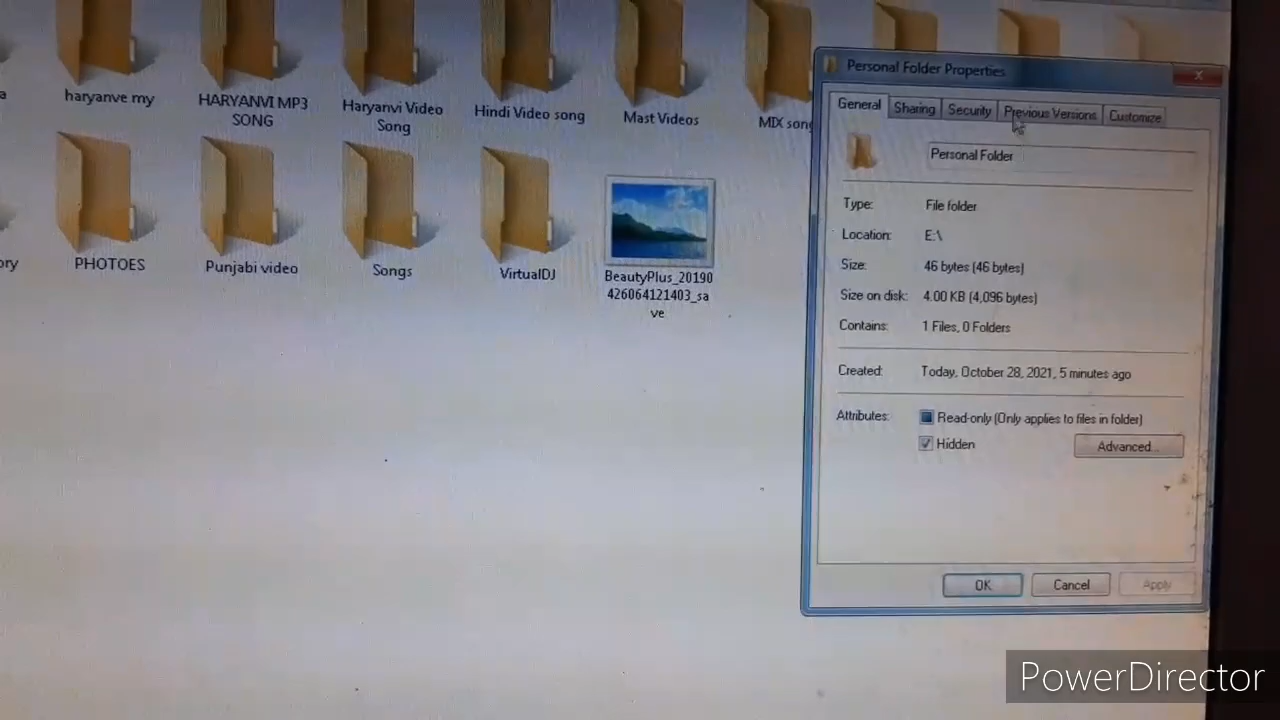 haryanve my
HARYANVI MP3
SONG
Haryanvi Video
Song
Hindi Video song
Mast Videos
MIX song
PHOTOES
Punjabi video
Songs
VirtualDJ
BeautyPlus_20190
426064121403_sa
ve
Personal Folder Properties
General Sharing Security Previous Versions Customize
Personal Folder
Type: File folder
Location: E:\
Size: 46 bytes (46 bytes)
Size on disk: 4.00 KB (4,096 bytes)
Contains: 1 Files, 0 Folders
Created: Today, October 28, 2021, 5 minutes ago
Attributes: Read-only (Only applies to files in folder)
Hidden Advanced...
OK Cancel Apply
PowerDirector